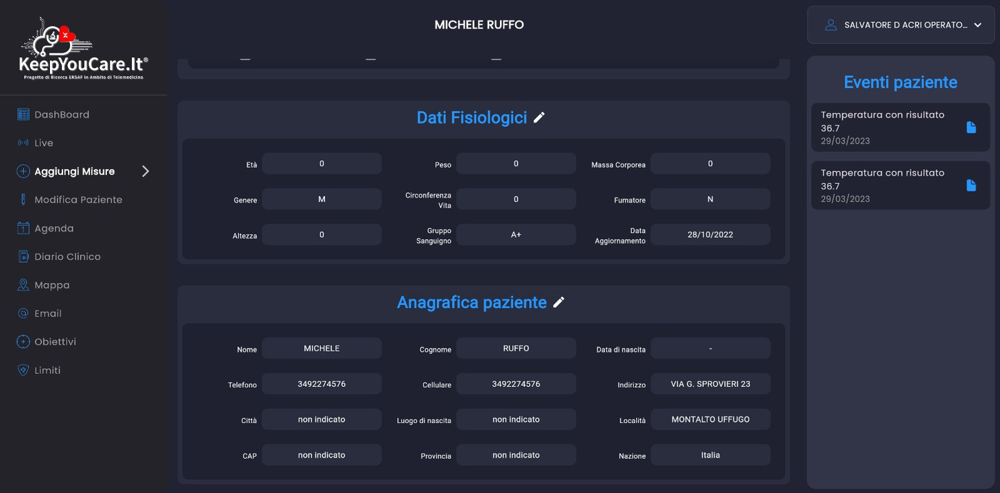 MICHELE RUFFO
SALVATORE D ACRI OPERATO...
KeepYouCare.It®
Progetto di Ricerca ENSAF in Ambito di Telemedicina
DashBoard
Live
Aggiungi Misure
Modifica Paziente
Agenda
Diario Clinico
Mappa
Email
Obiettivi
Limiti
Dati Fisiologici
Età 0 Peso 0 Massa Corporea 0
Genere M Circonferenza Vita 0 Fumatore N
Altezza 0 Gruppo Sanguigno A+ Data Aggiornamento 28/10/2022
Anagrafica paziente
Nome MICHELE Cognome RUFFO Data di nascita -
Telefono 3492274576 Cellulare 3492274576 Indirizzo VIA G. SPROVIERI 23
Città non indicato Luogo di nascita non indicato Località MONTALTO UFFUGO
CAP non indicato Provincia non indicato Nazione Italia
Eventi paziente
Temperatura con risultato
36.7
29/03/2023
Temperatura con risultato
36.7
29/03/2023